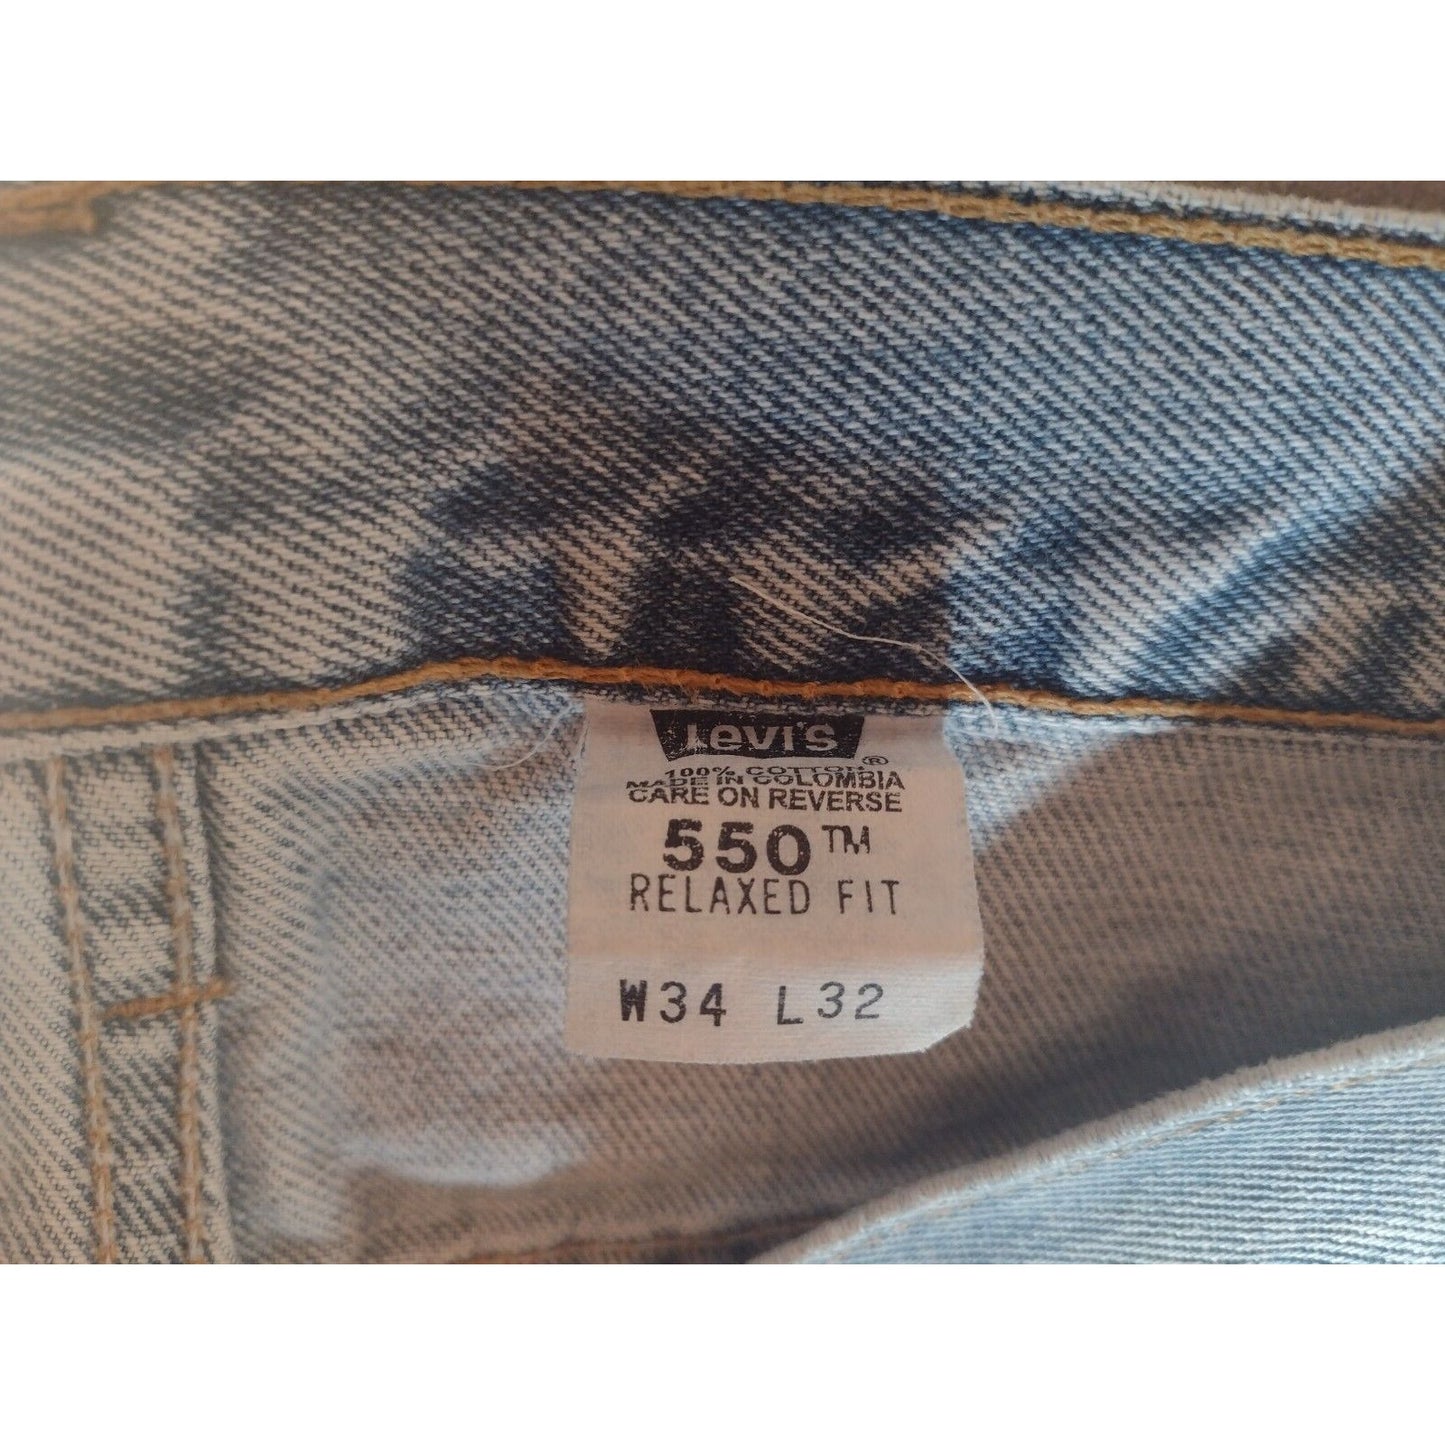 Levi's
®
100% COTTON
MADE IN COLOMBIA
CARE ON REVERSE
550™
RELAXED FIT
W34 L32